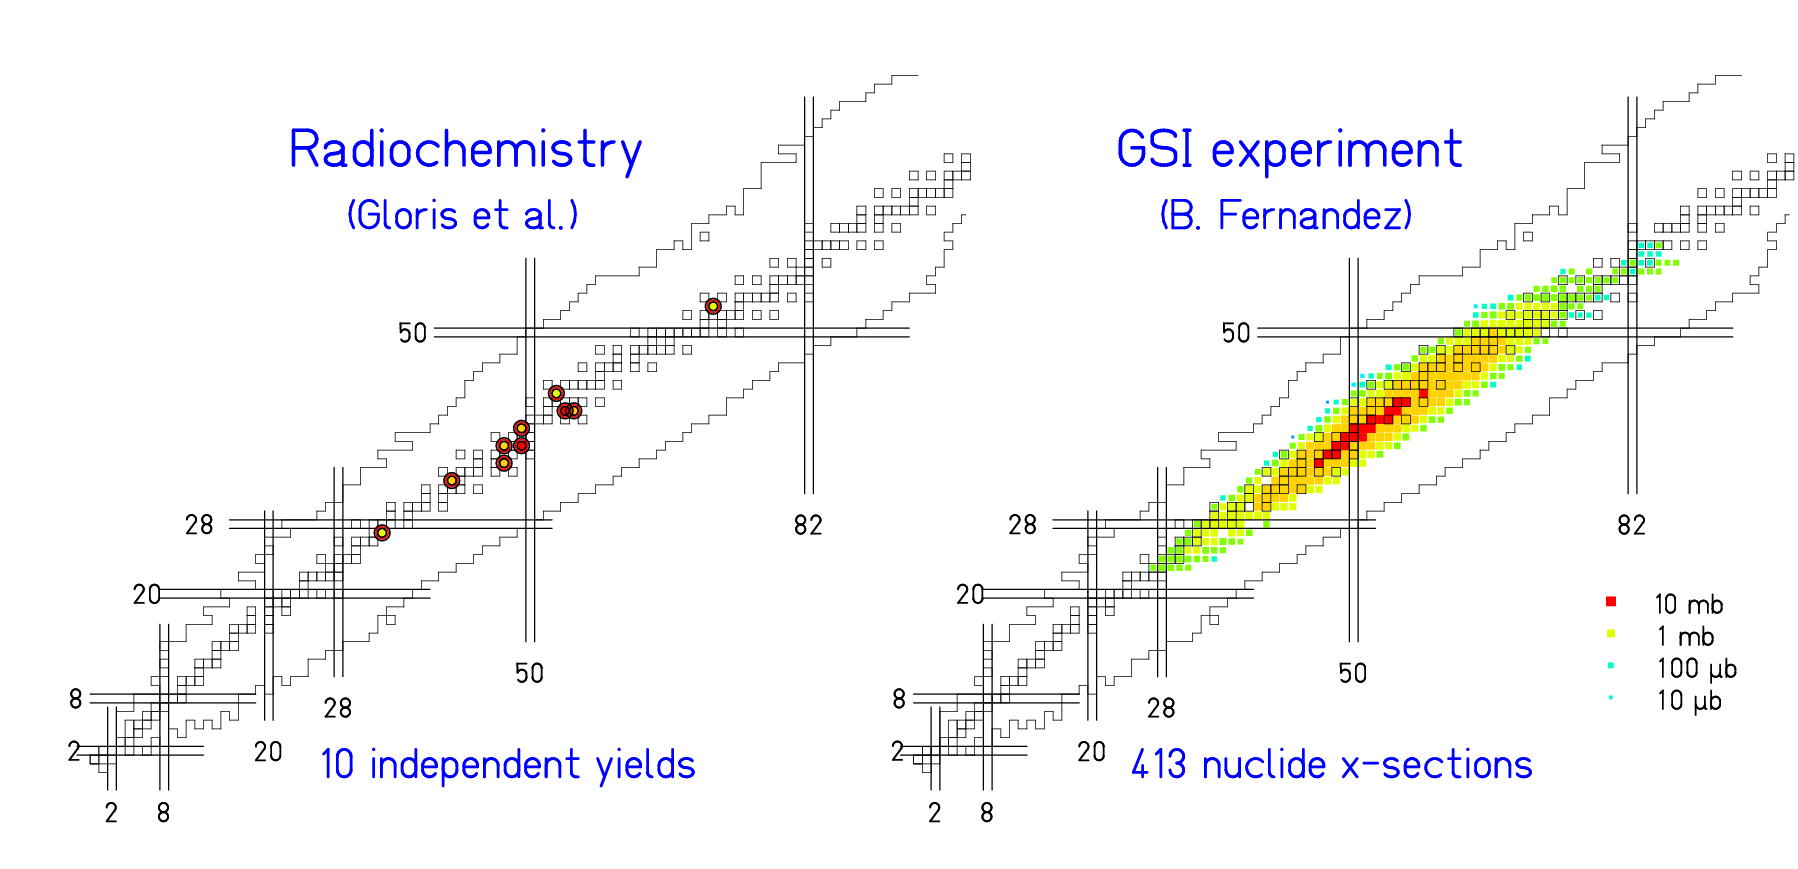 Radiochemistry
(Gloris et al.)
50
28
82
20
50
8
28
2
20
10 independent yields
2
8
GSI experiment
(B. Fernandez)
50
28
82
20
10 mb
1 mb
50
100 µb
8
10 µb
28
2
20
413 nuclide x-sections
2
8